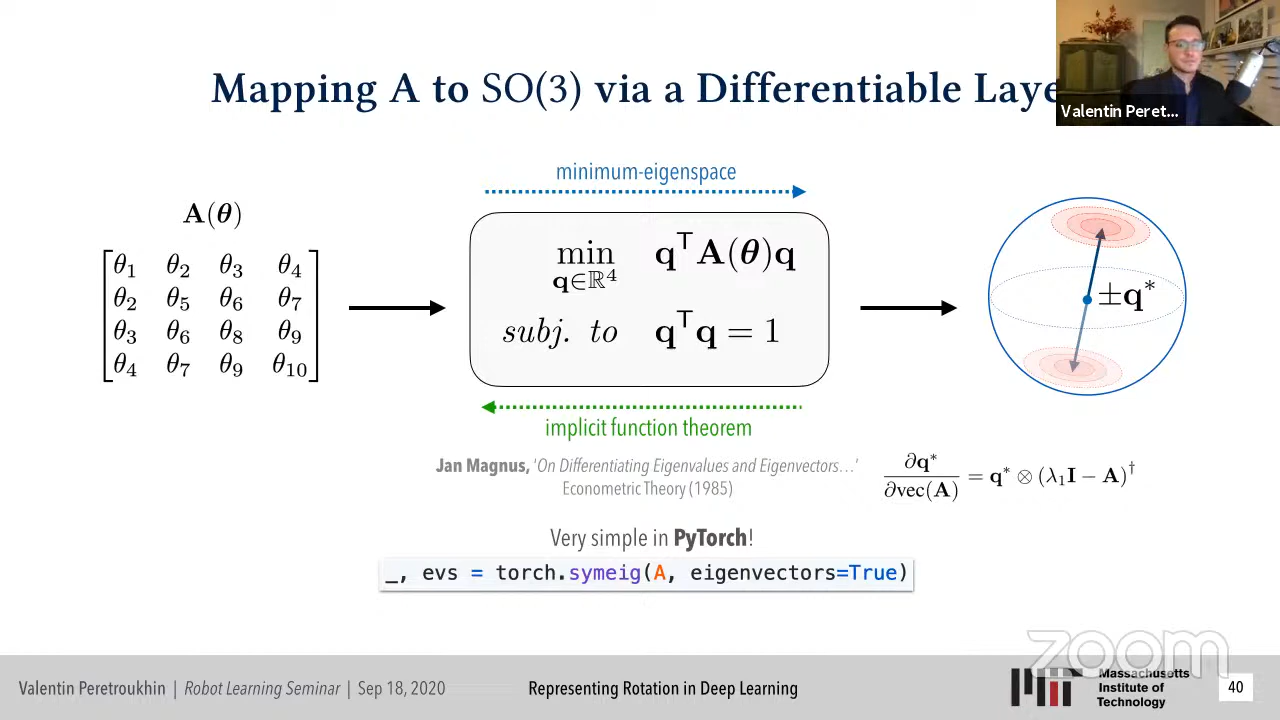 Mapping A to SO(3) via a Differentiable Laye
Valentin Peret...
minimum-eigenspace
A(θ)
θ1 θ2 θ3 θ4
θ2 θ5 θ6 θ7
θ3 θ6 θ8 θ9
θ4 θ7 θ9 θ10
min q∈ℝ⁴ qᵀA(θ)q
subj. to qᵀq = 1
±q*
implicit function theorem
Jan Magnus, 'On Differentiating Eigenvalues and Eigenvectors…'
Econometric Theory (1985)
∂q*/∂vec(A) = q* ⊗ (λ₁I − A)†
Very simple in PyTorch!
_, evs = torch.symeig(A, eigenvectors=True)
zoom
Valentin Peretroukhin | Robot Learning Seminar | Sep 18, 2020
Representing Rotation in Deep Learning
Massachusetts
Institute of
Technology
40